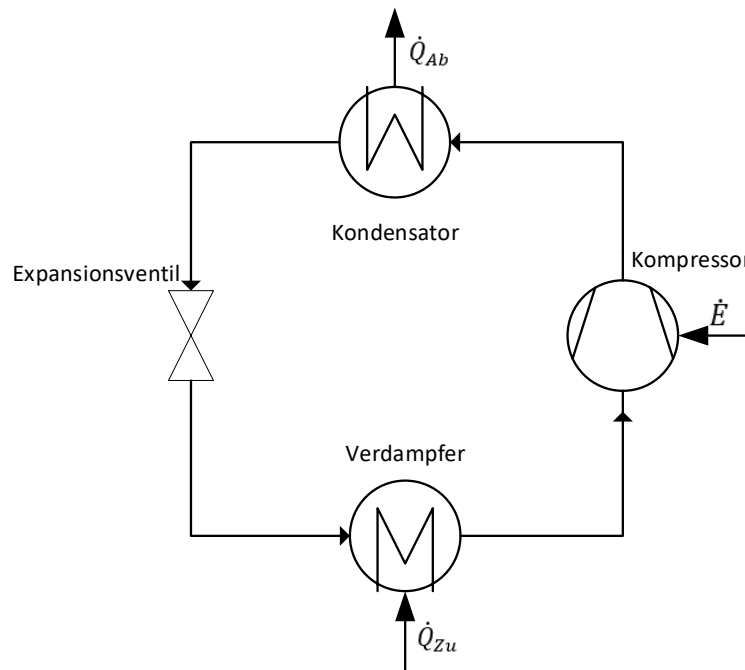 Q̇_Ab
Kondensator
Expansionsventil
Kompressor
Ė
Verdampfer
Q̇_Zu